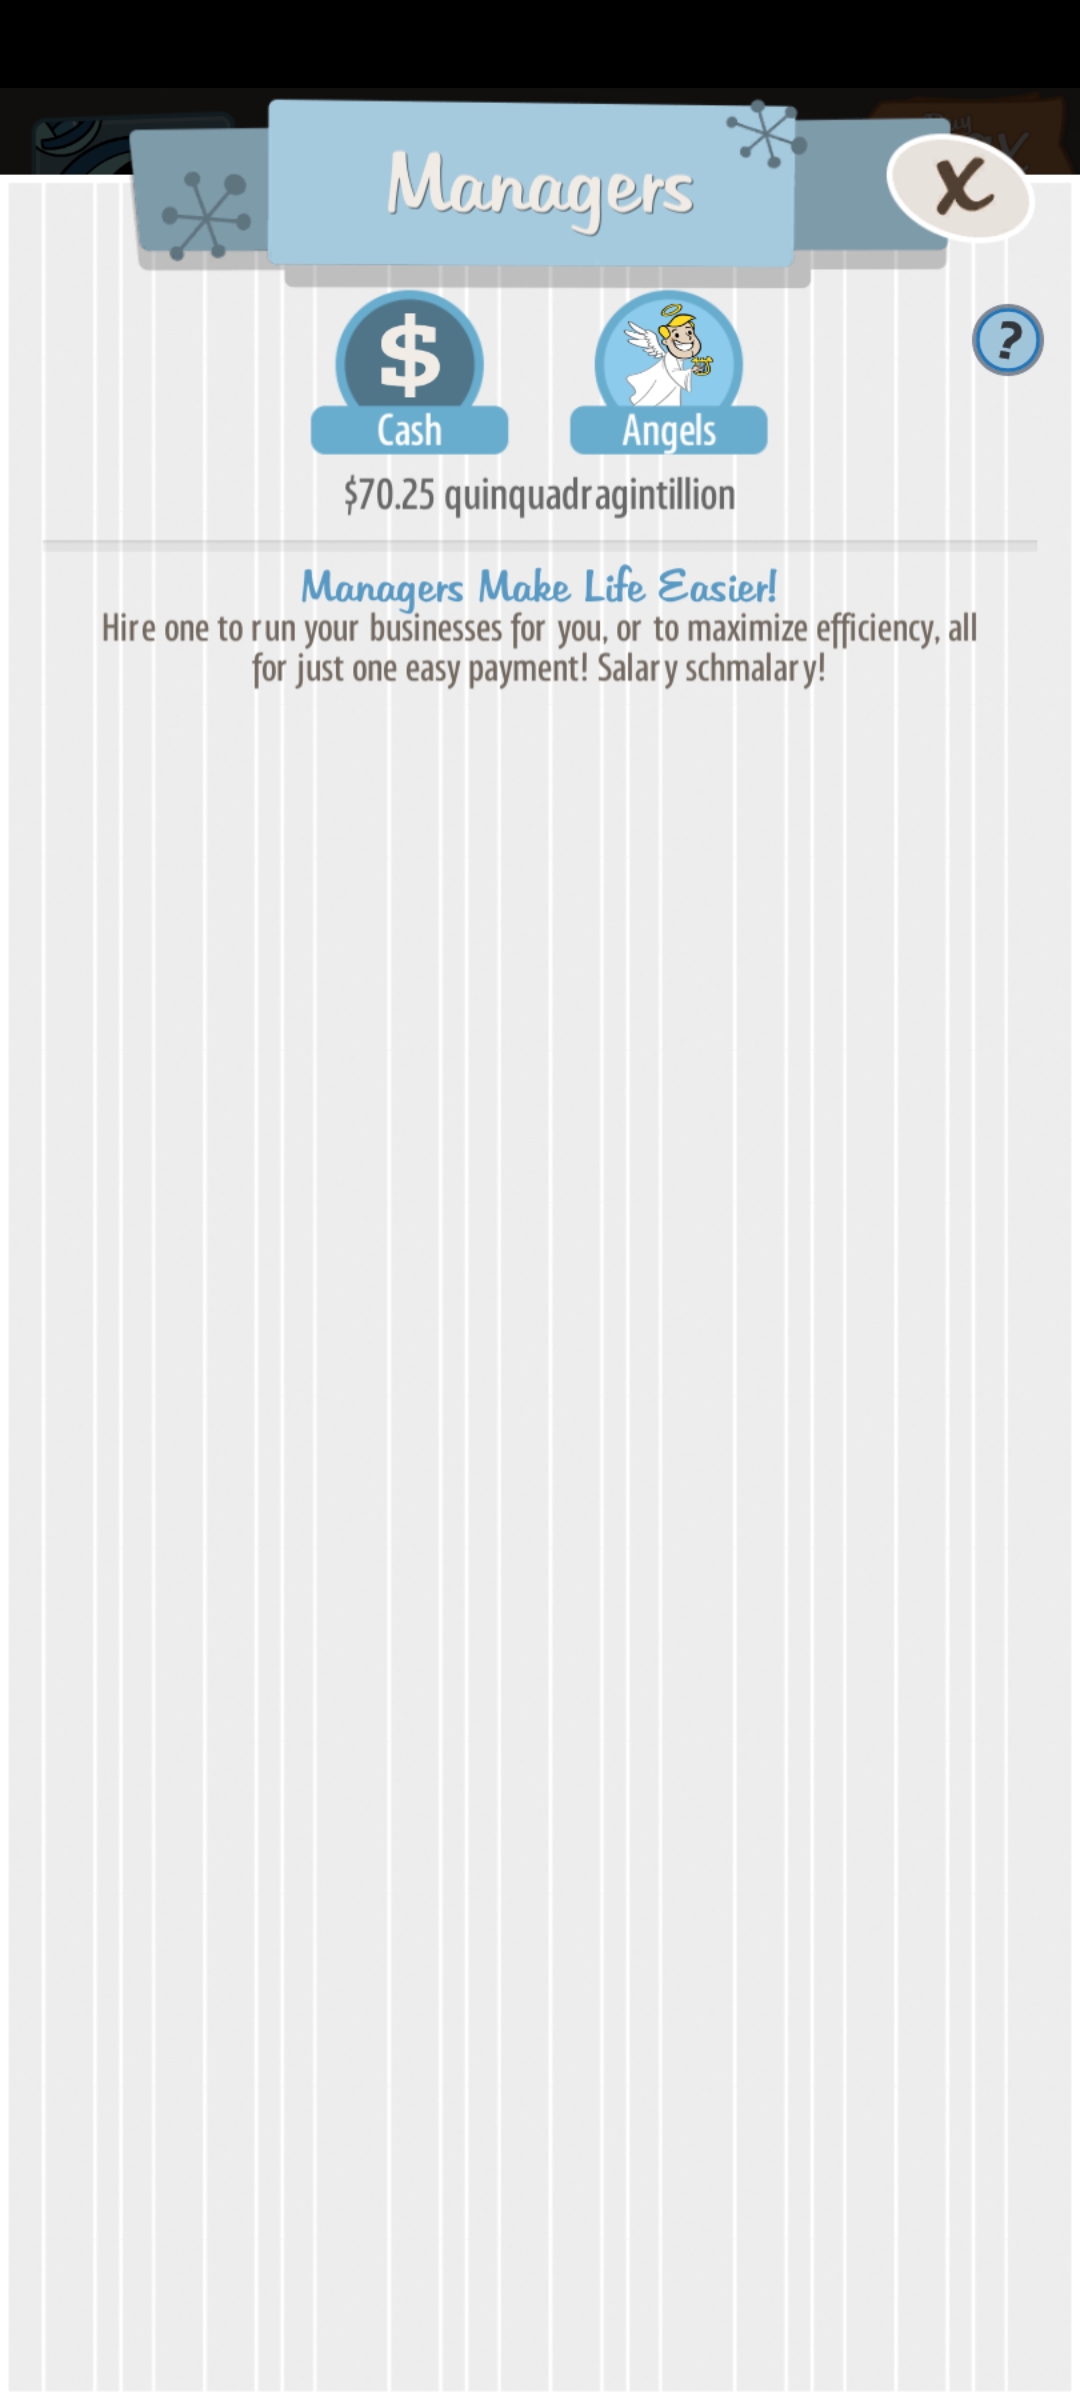 Managers
X
$
?
Cash
Angels
$70.25 quinquadragintillion
Managers Make Life Easier!
Hire one to run your businesses for you, or to maximize efficiency, all
for just one easy payment! Salary schmalary!